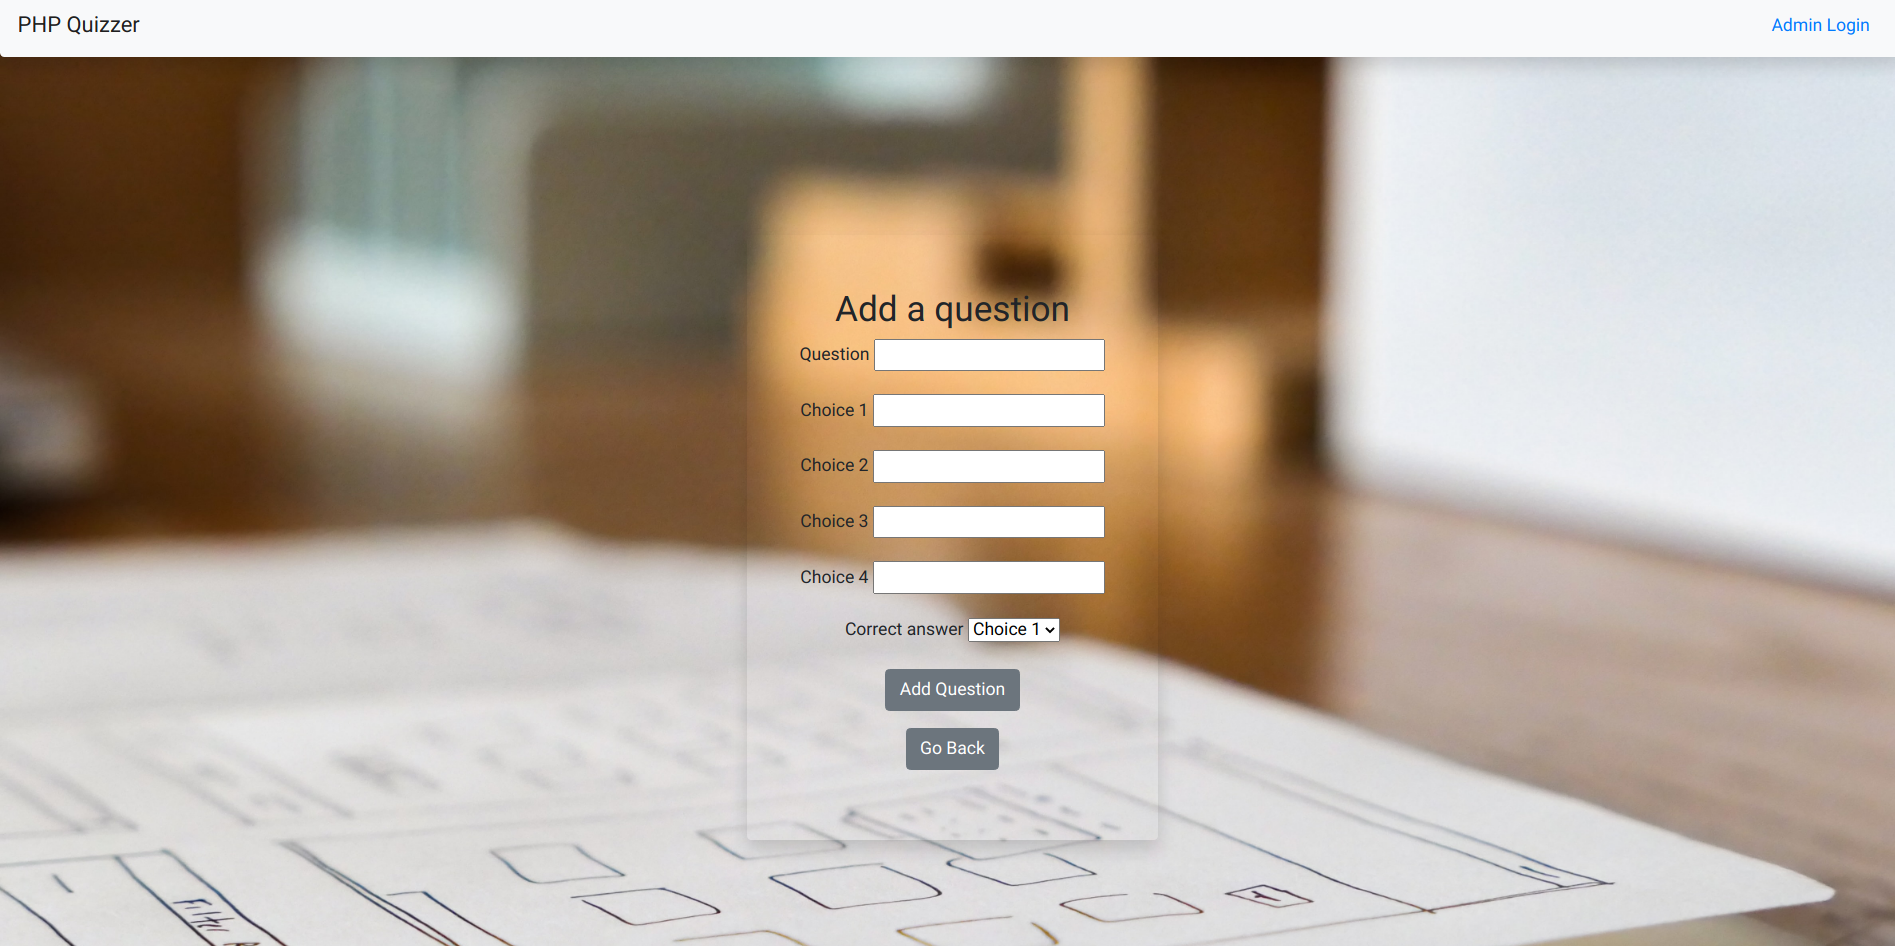 PHP Quizzer
Admin Login
Add a question
Question
Choice 1
Choice 2
Choice 3
Choice 4
Correct answer Choice 1
Add Question
Go Back
Filter